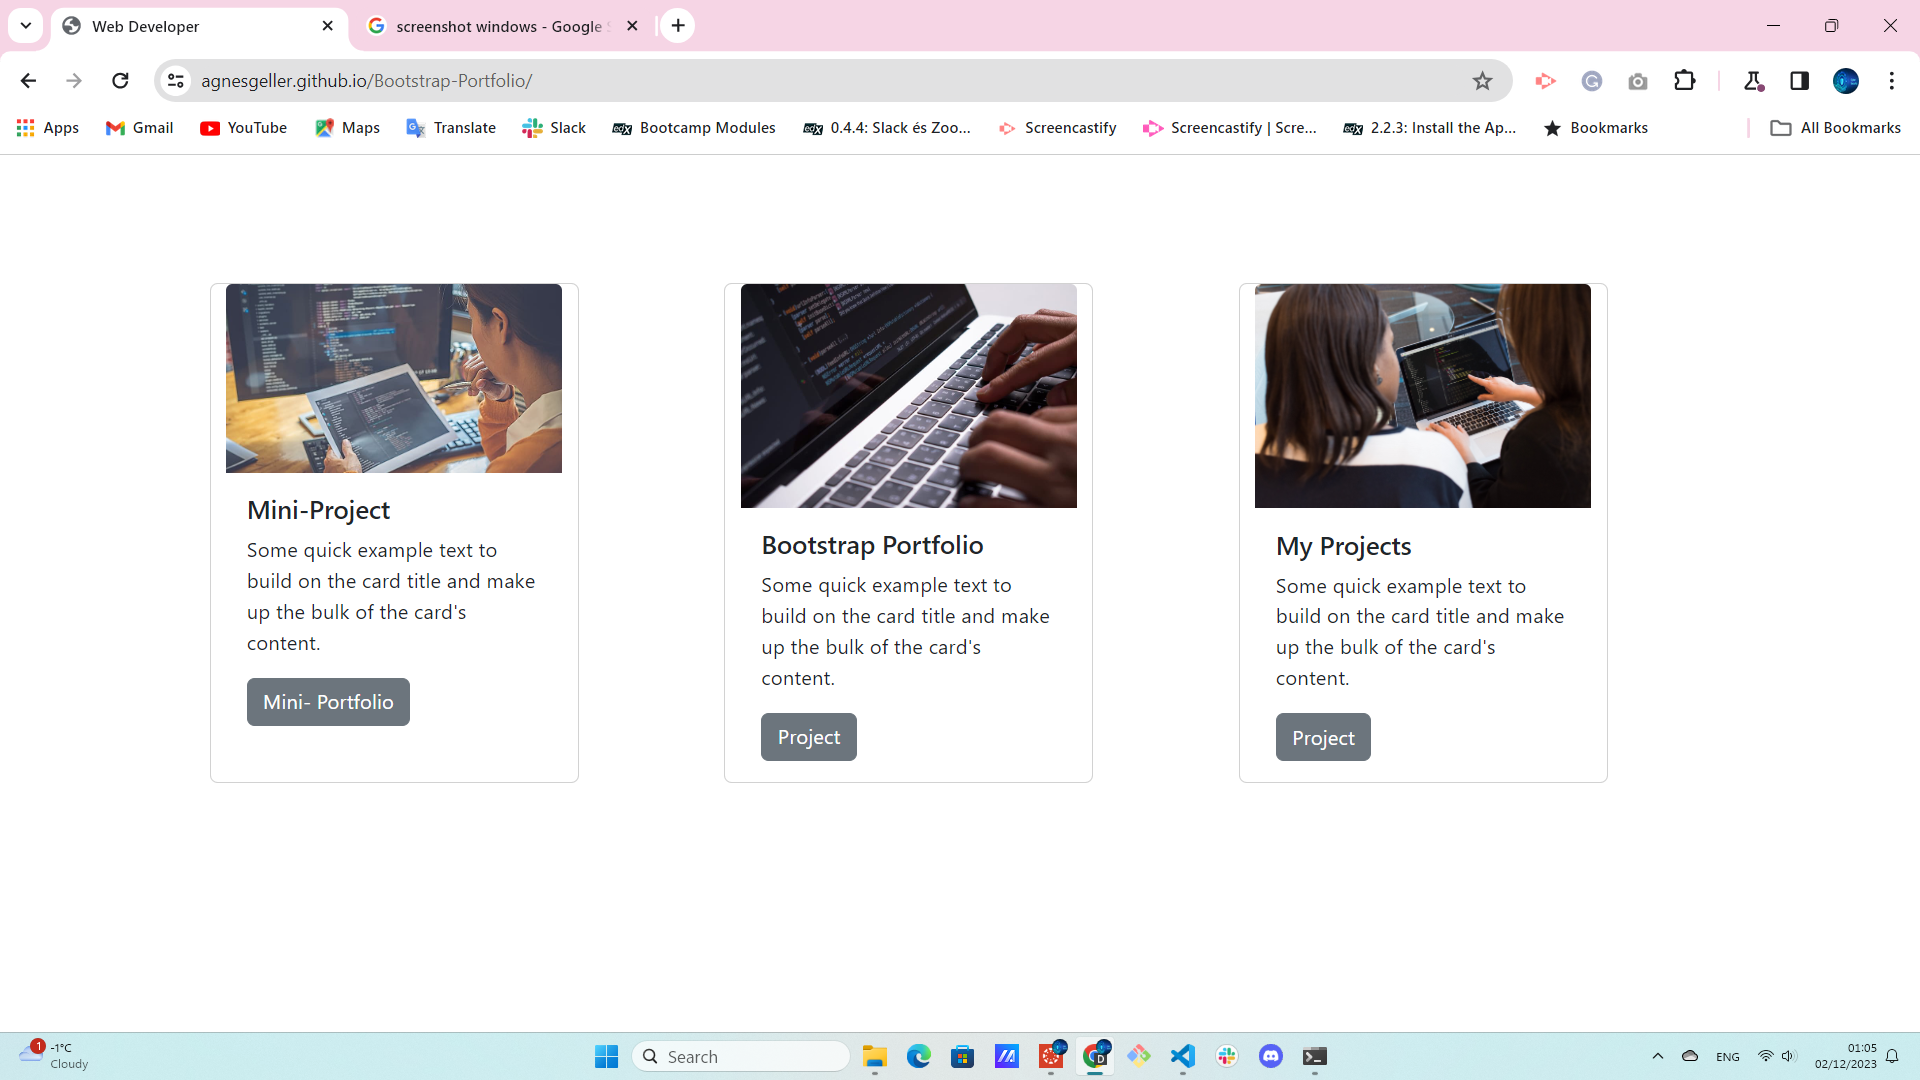 Web Developer
screenshot windows - Google S
agnesgeller.github.io/Bootstrap-Portfolio/
Apps
Gmail
YouTube
Maps
Translate
Slack
edX
Bootcamp Modules
edX
0.4.4: Slack és Zoo...
Screencastify
Screencastify | Scre...
edX
2.2.3: Install the Ap...
Bookmarks
All Bookmarks
Mini-Project
Some quick example text to
build on the card title and make
up the bulk of the card's
content.
Mini- Portfolio
Bootstrap Portfolio
Some quick example text to
build on the card title and make
up the bulk of the card's
content.
Project
My Projects
Some quick example text to
build on the card title and make
up the bulk of the card's
content.
Project
1
-1°C
Cloudy
Search
D
ENG
01:05
02/12/2023